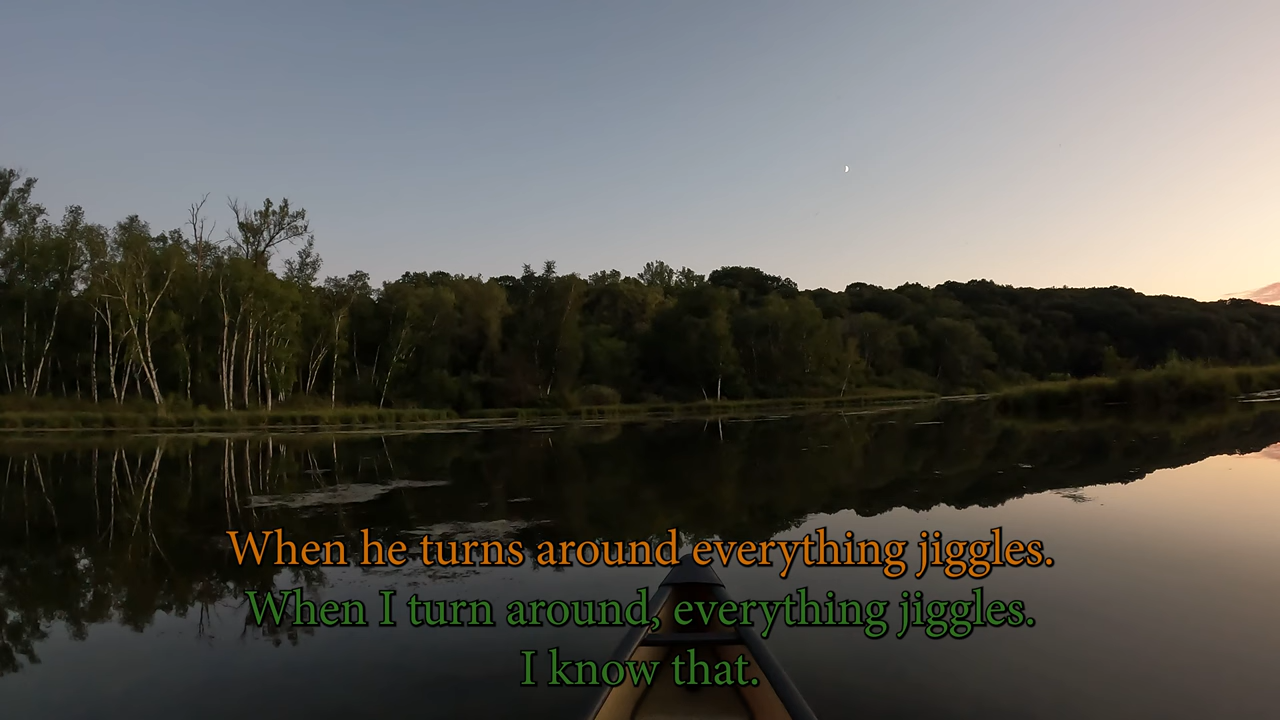 When he turns around everything jiggles.
When I turn around, everything jiggles.
I know that.